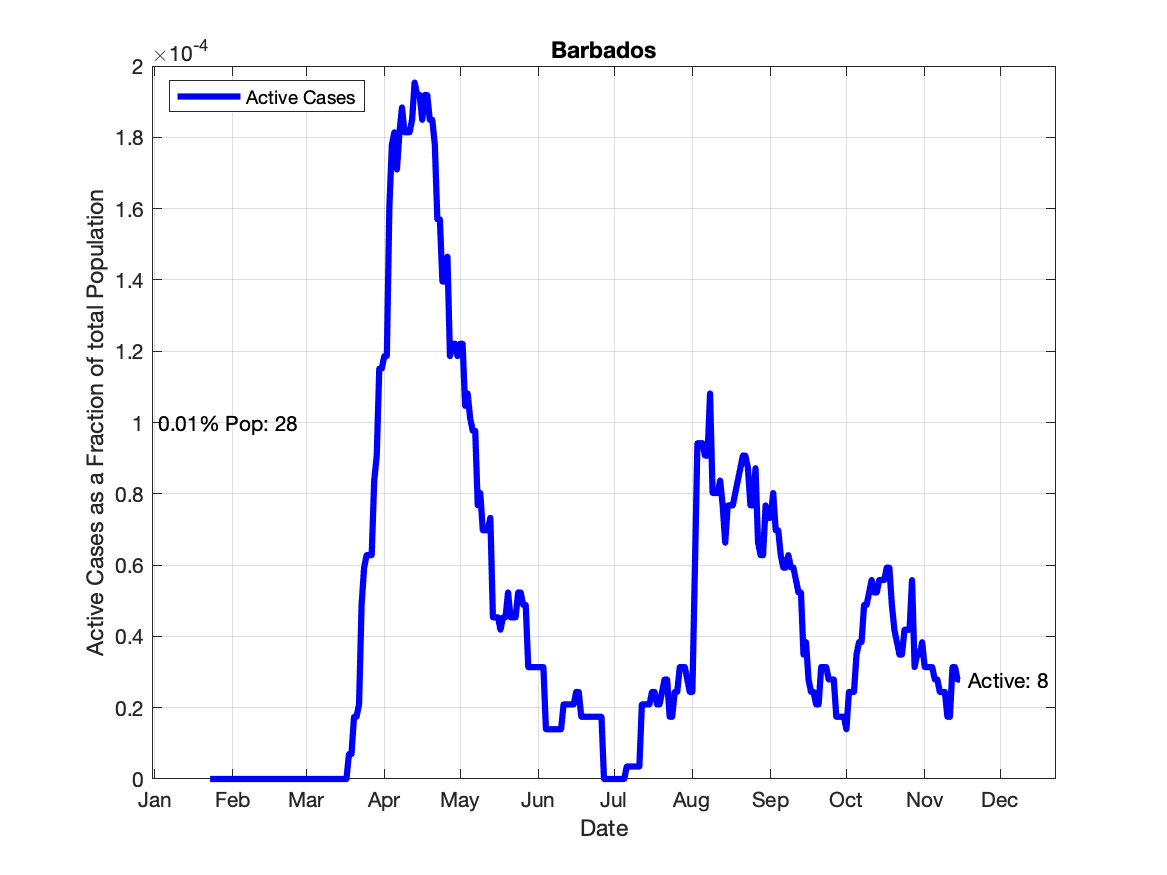 Barbados
×10⁻⁴
Active Cases
2
1.8
1.6
1.4
1.2
1
0.8
0.6
0.4
0.2
0
Active Cases as a Fraction of total Population
0.01% Pop: 28
Active: 8
Jan Feb Mar Apr May Jun Jul Aug Sep Oct Nov Dec
Date